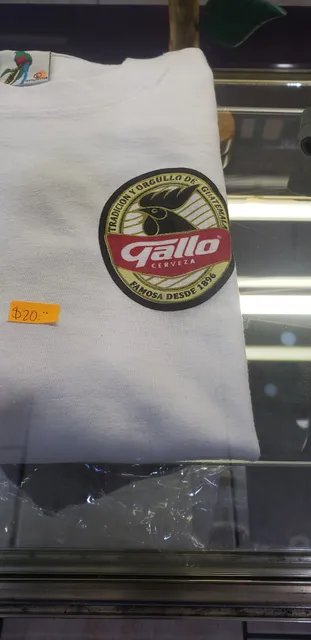 TRADICION Y ORGULLO DE GUATEMALA
Gallo
CERVEZA
FAMOSA DESDE 1896
$20.--